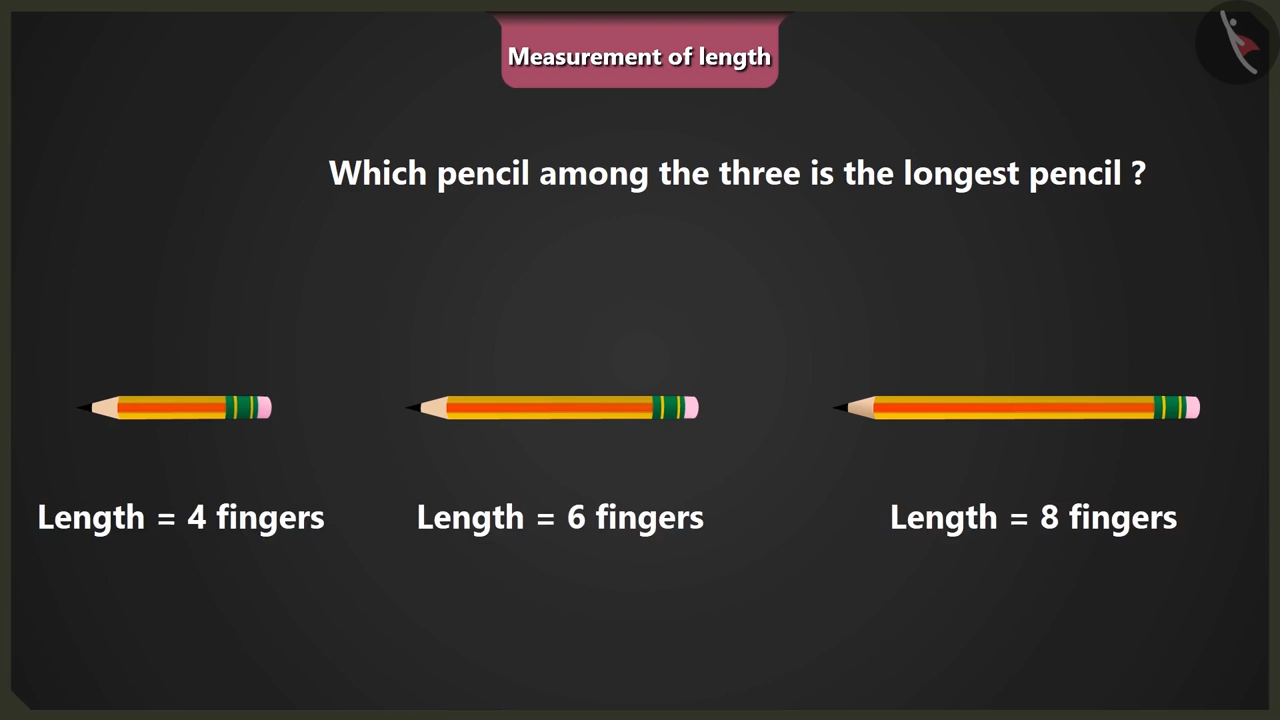 Measurement of length
Which pencil among the three is the longest pencil ?
Length = 4 fingers
Length = 6 fingers
Length = 8 fingers